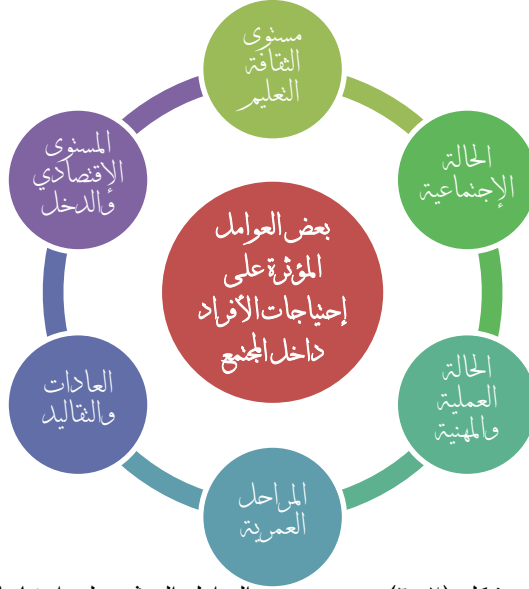 مستوى
الثقافة
التعليم
الحالة
الإجتماعية
الحالة
العملية
والمهنية
المراحل
العمرية
العادات
والتقاليد
المستوى
الإقتصادي
والدخل
بعض العوامل
المؤثرة على
إحتياجات الأفراد
داخل المجتمع